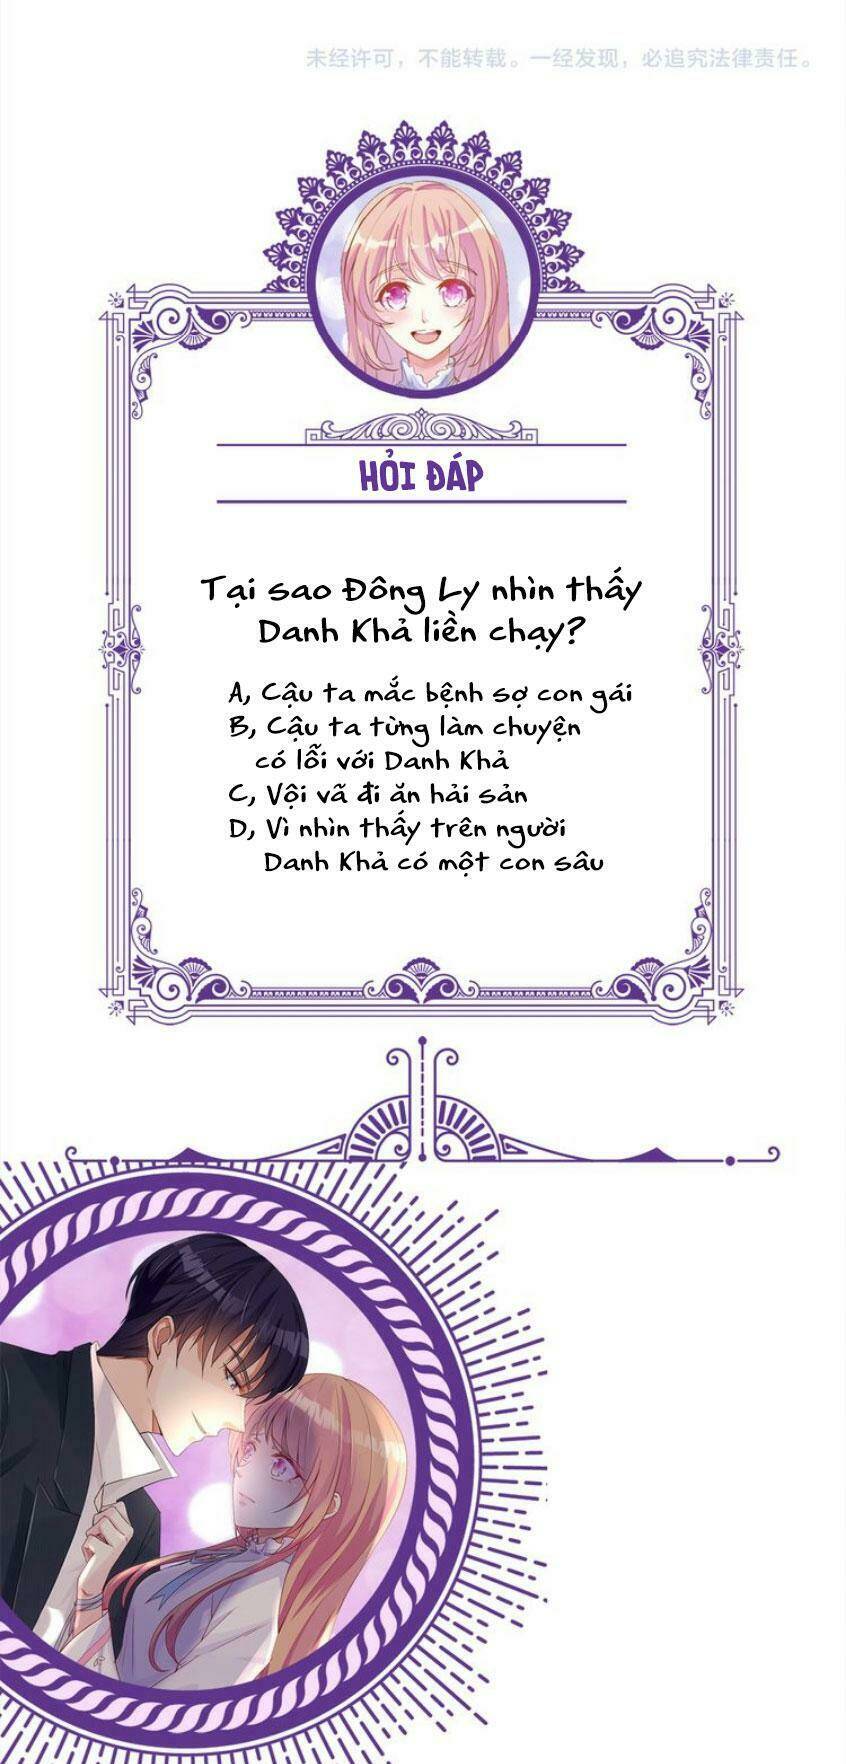 未经许可，不能转载。一经发现，必追究法律责任。
HỎI ĐÁP
Tại sao Đông Ly nhìn thấy
Danh Khả liền chạy?
A, Cậu ta mắc bệnh sợ con gái
B, Cậu ta từng làm chuyện
có lỗi với Danh Khả
C, Vội vã đi ăn hải sản
D, Vì nhìn thấy trên người
Danh Khả có một con sâu